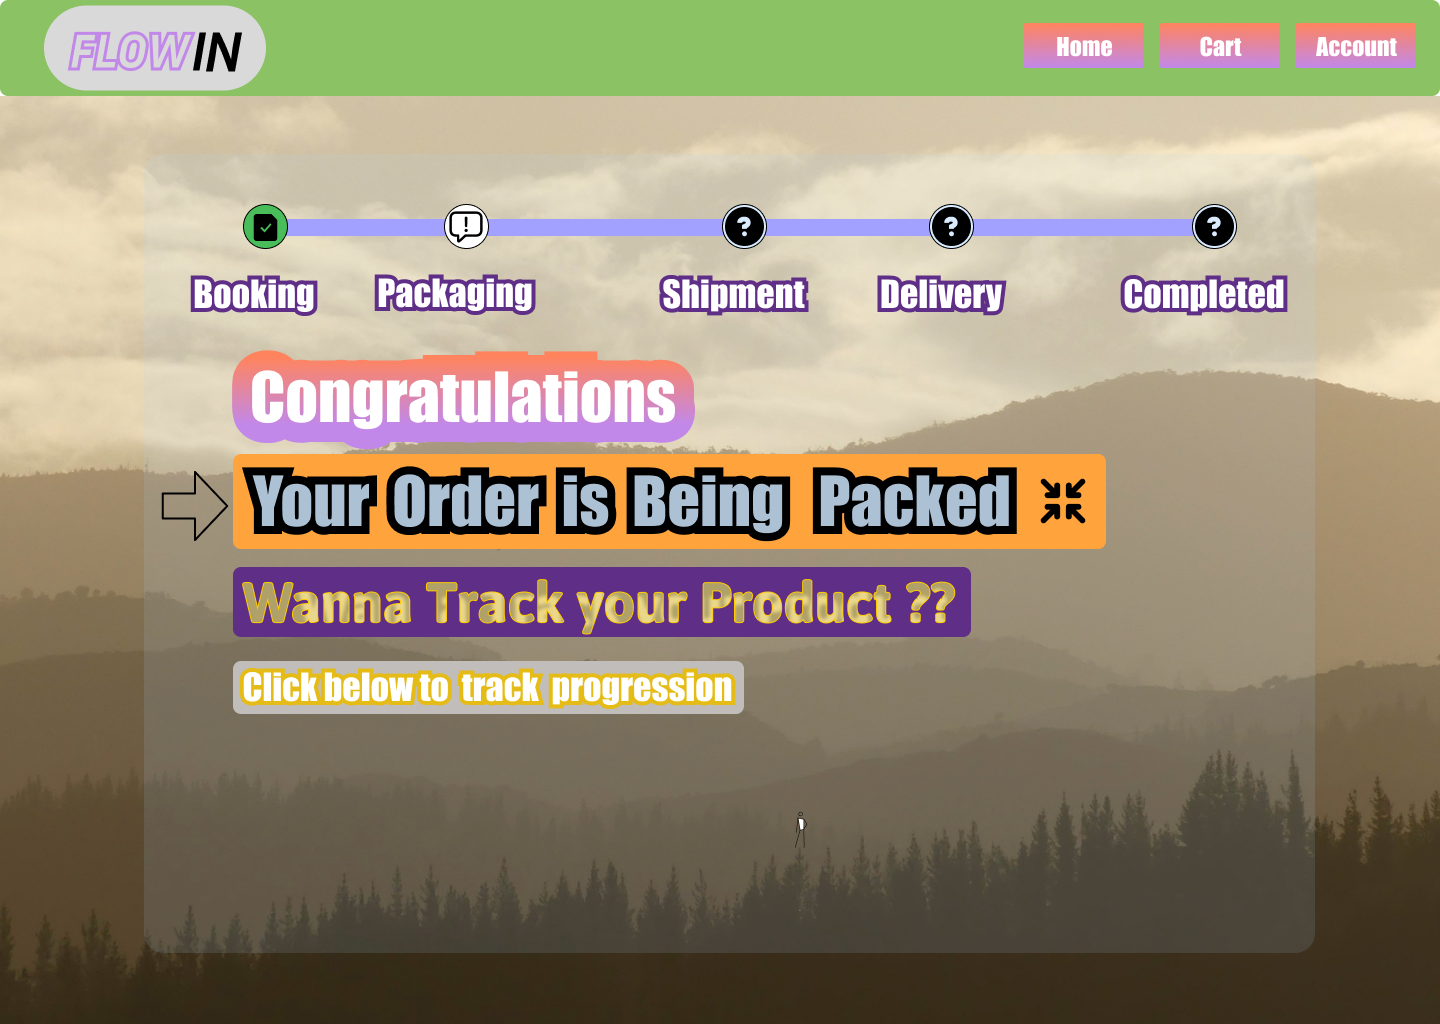 FLOWIN
Home Cart Account
Booking Packaging Shipment Delivery Completed
Congratulations
Your Order is Being Packed
Wanna Track your Product ??
Click below to track progression